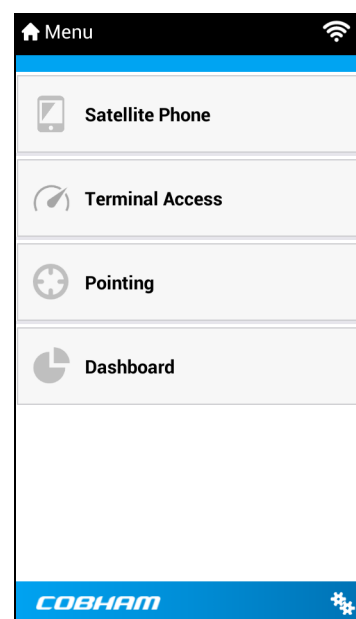 Menu
Satellite Phone
Terminal Access
Pointing
Dashboard
COBHAM